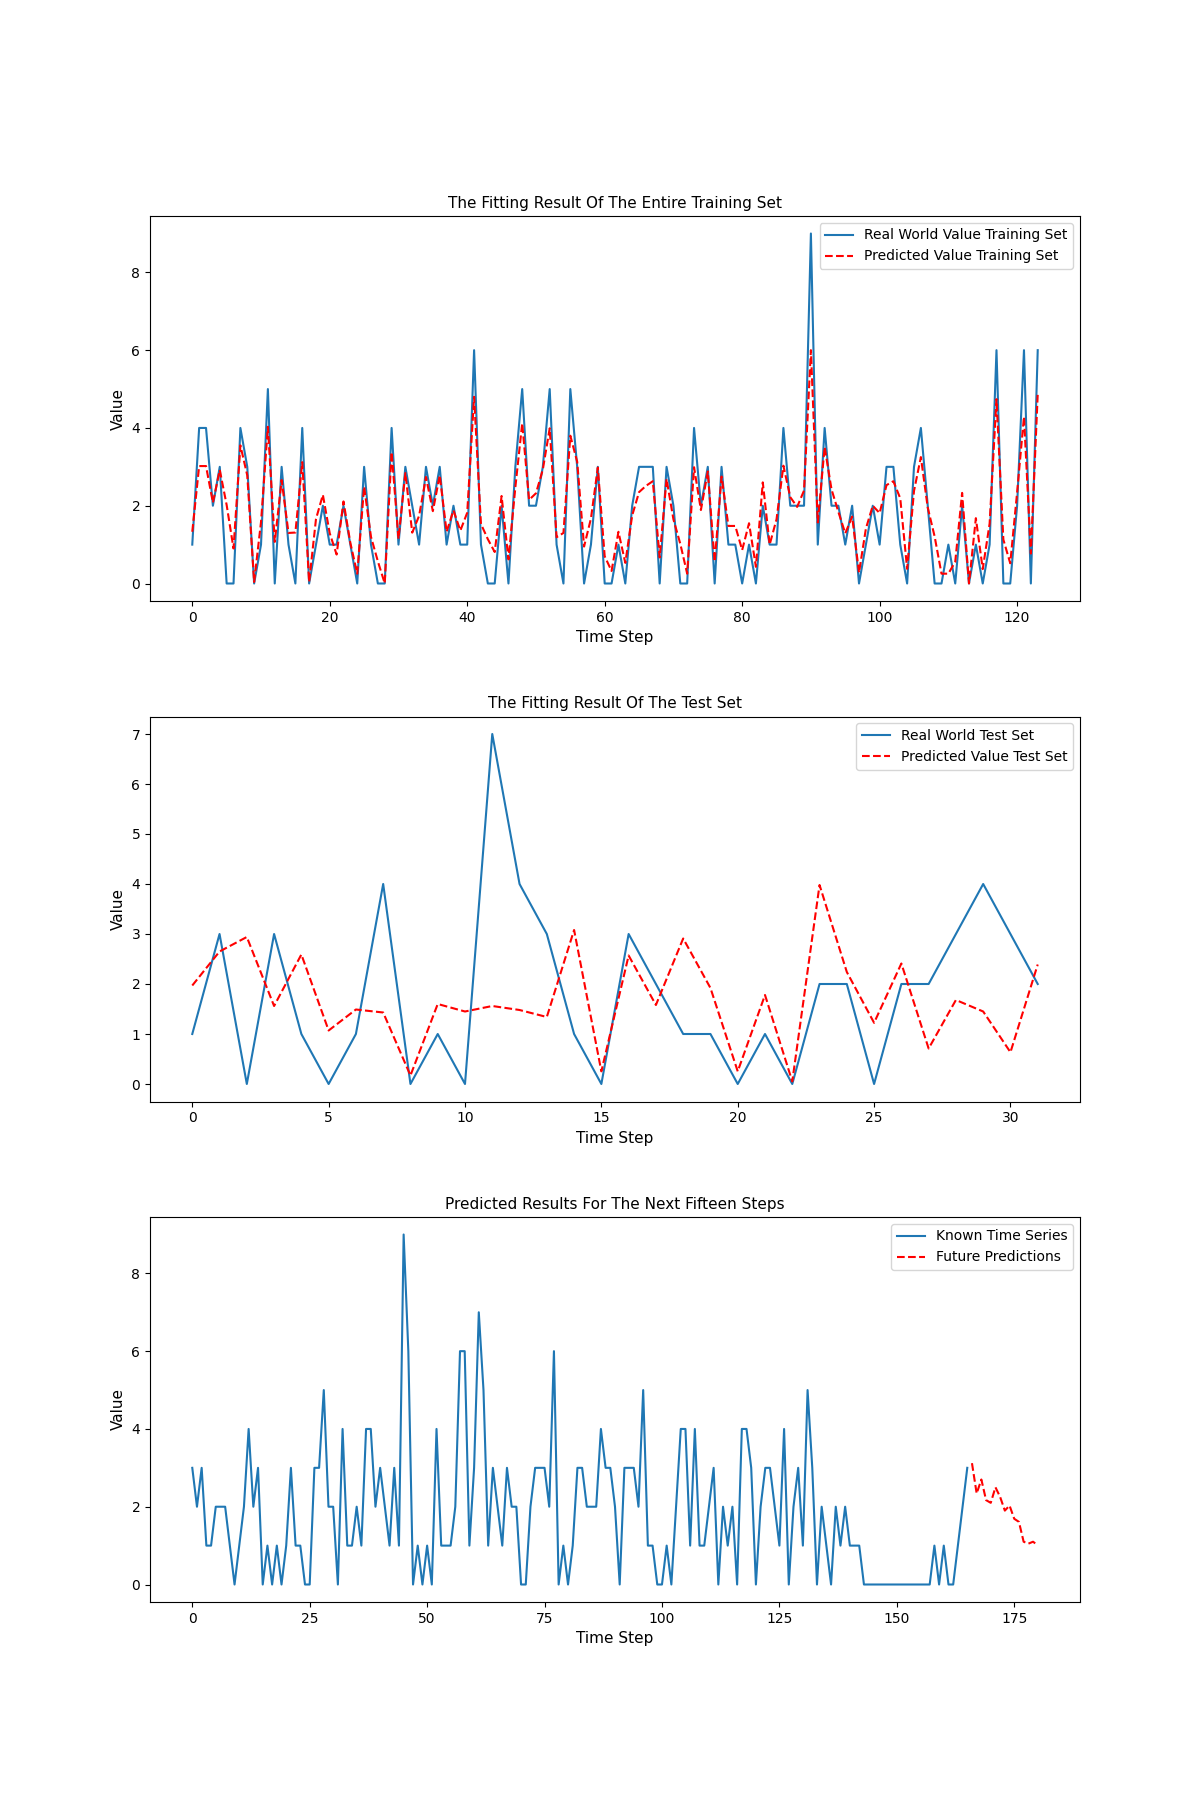 The Fitting Result Of The Entire Training Set
Real World Value Training Set
Predicted Value Training Set
8
6
4
2
0
Value
0 20 40 60 80 100 120
Time Step
The Fitting Result Of The Test Set
Real World Test Set
Predicted Value Test Set
7
6
5
4
3
2
1
0
Value
0 5 10 15 20 25 30
Time Step
Predicted Results For The Next Fifteen Steps
Known Time Series
Future Predictions
8
6
4
2
0
Value
0 25 50 75 100 125 150 175
Time Step